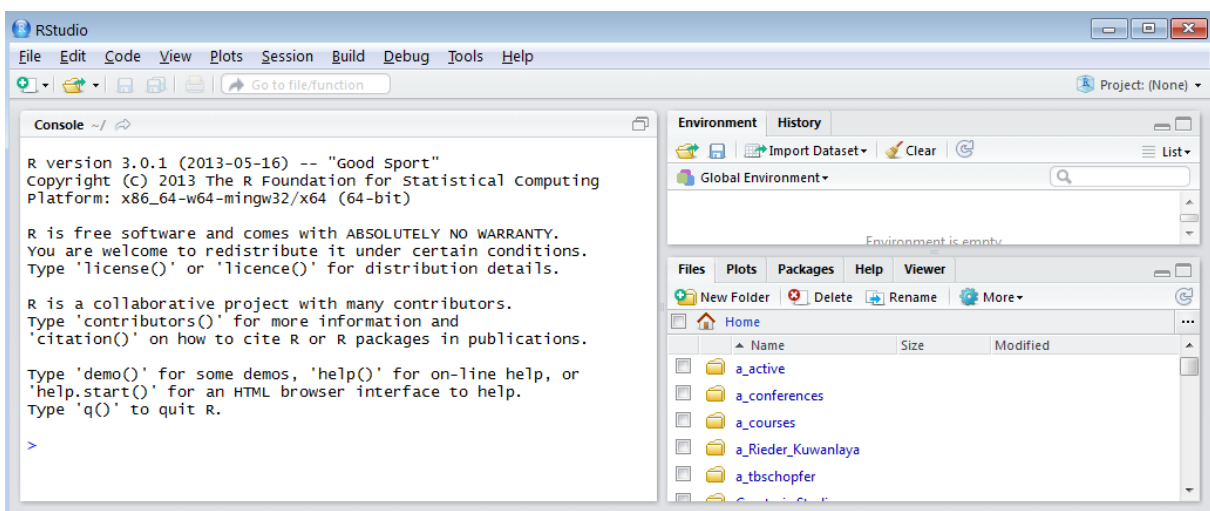 RStudio
File Edit Code View Plots Session Build Debug Tools Help
Go to file/function Project: (None)
Console ~/
R version 3.0.1 (2013-05-16) -- "Good Sport"
Copyright (C) 2013 The R Foundation for Statistical Computing
Platform: x86_64-w64-mingw32/x64 (64-bit)
R is free software and comes with ABSOLUTELY NO WARRANTY.
You are welcome to redistribute it under certain conditions.
Type 'license()' or 'licence()' for distribution details.
R is a collaborative project with many contributors.
Type 'contributors()' for more information and
'citation()' on how to cite R or R packages in publications.
Type 'demo()' for some demos, 'help()' for on-line help, or
'help.start()' for an HTML browser interface to help.
Type 'q()' to quit R.
>
Environment History
Import Dataset Clear List
Global Environment
Environment is empty
Files Plots Packages Help Viewer
New Folder Delete Rename More
Home ...
Name Size Modified
a_active
a_conferences
a_courses
a_Rieder_Kuwanlaya
a_tbschopfer